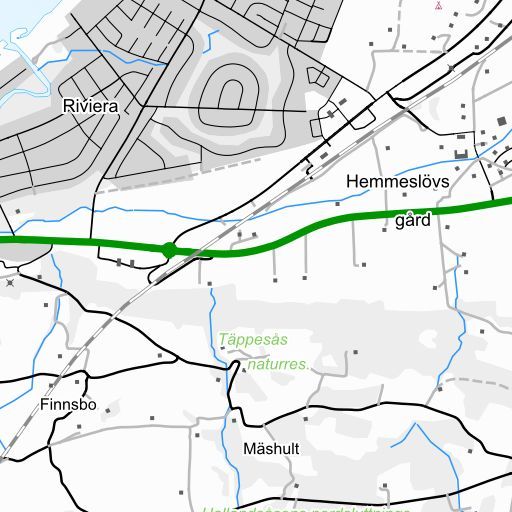 Riviera
Hemmeslövs
gård
Täppesås
naturres.
Finnsbo
Mäshult